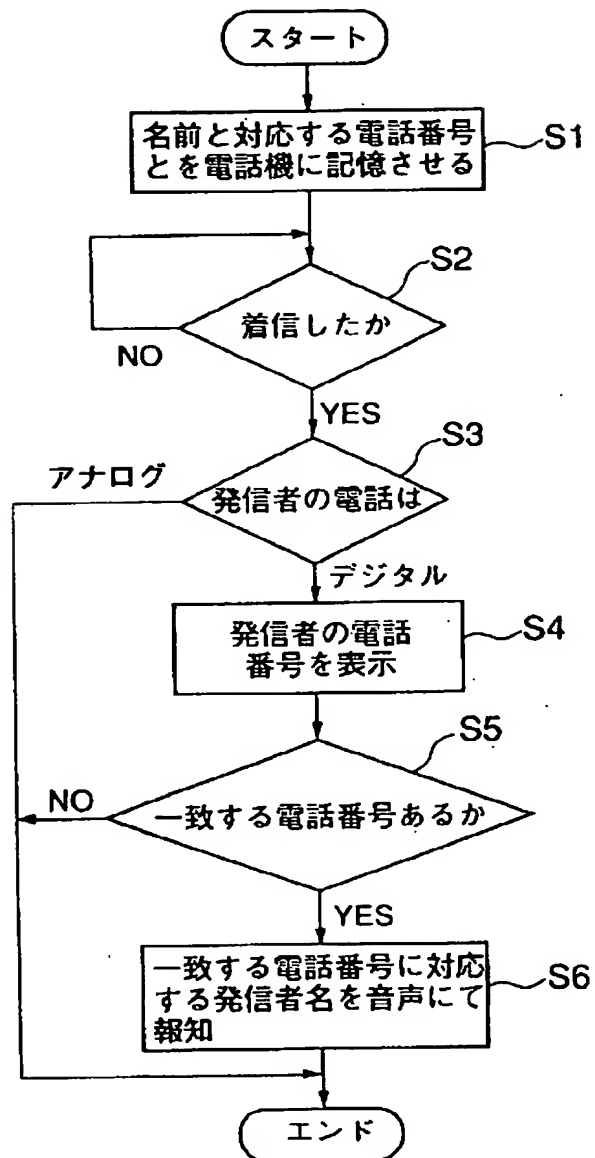 スタート
名前と対応する電話番号
とを電話機に記憶させる
S1
S2
着信したか
NO
YES
S3
アナログ
発信者の電話は
デジタル
発信者の電話
番号を表示
S4
S5
NO
一致する電話番号あるか
YES
一致する電話番号に対応
する発信者名を音声にて
報知
S6
エンド